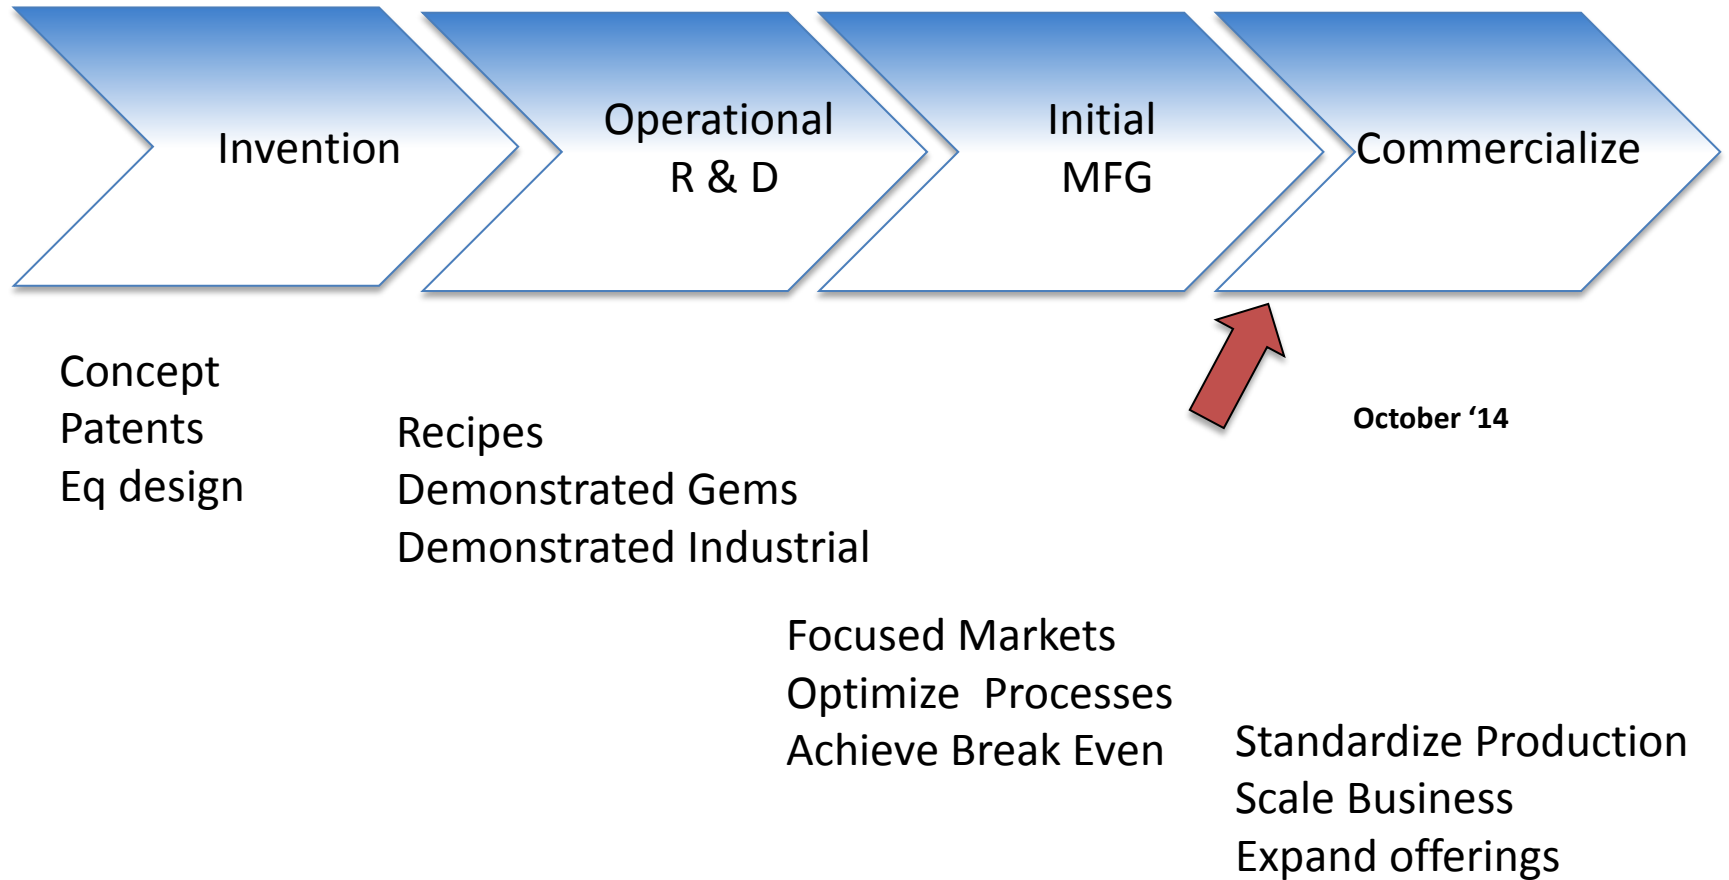 Invention
Operational
R & D
Initial
MFG
Commercialize
Concept
Patents
Eq design
Recipes
Demonstrated Gems
Demonstrated Industrial
October ‘14
Focused Markets
Optimize  Processes
Achieve Break Even
Standardize Production
Scale Business
Expand offerings